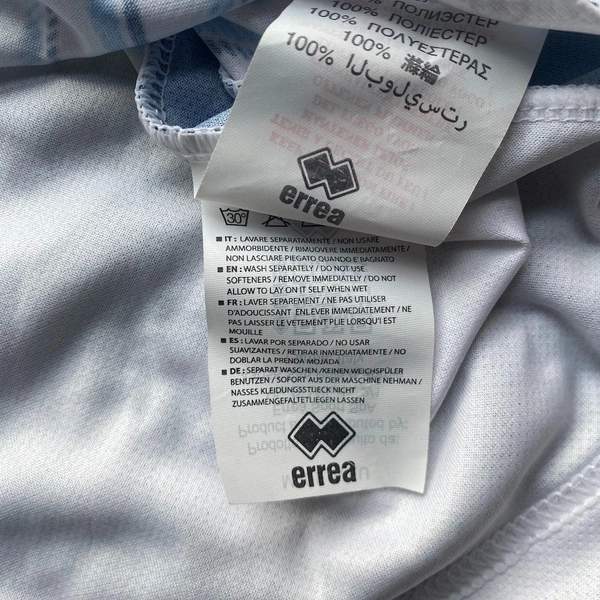 100% ПОЛИЭСТЕР
100% ПОЛІЕСТЕР
100% ΠΟΛΥΕΣΤΕΡΑΣ
100% 滌綸
100% البوليستر
errea
30°
IT : LAVARE SEPARATAMENTE / NON USARE
AMMORBIDENTE / RIMUOVERE IMMEDIATAMENTE /
NON LASCIARE PIEGATO QUANDO E' BAGNATO
EN : WASH SEPARATELY / DO NOT USE
SOFTENERS / REMOVE IMMEDIATELY / DO NOT
ALLOW TO LAY ON IT SELF WHEN WET
FR : LAVER SEPAREMENT / NE PAS UTILISER
D'ADOUCISSANT ENLEVER IMMEDIATEMENT / NE
PAS LAISSER LE VETEMENT PLIE LORSQU'I EST
MOUILLE
ES : LAVAR POR SEPARADO / NO USAR
SUAVIZANTES / RETIRAR INMEDIATAMENTE / NO
DOBLAR LA PRENDA MOJADA
DE : SEPARAT WASCHEN /KEINEN WEICHSPÜLER
BENUTZEN / SOFORT AUS DER MASCHINE NEHMAN /
NASSES KLEIDUNGSSTUECK NICHT
ZUSAMMENGEFALTETLIEGEN LASSEN
errea